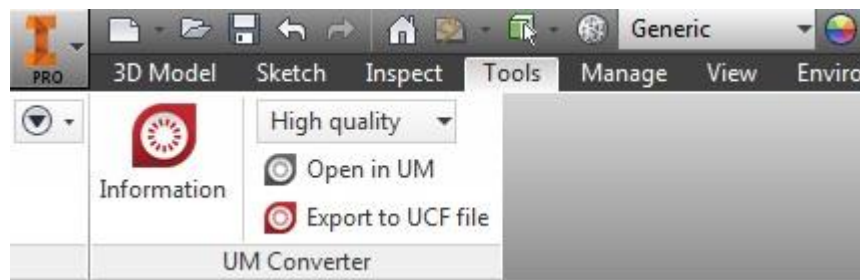 Generic
PRO
3D Model Sketch Inspect Tools Manage View Enviro
High quality
Information
Open in UM
Export to UCF file
UM Converter